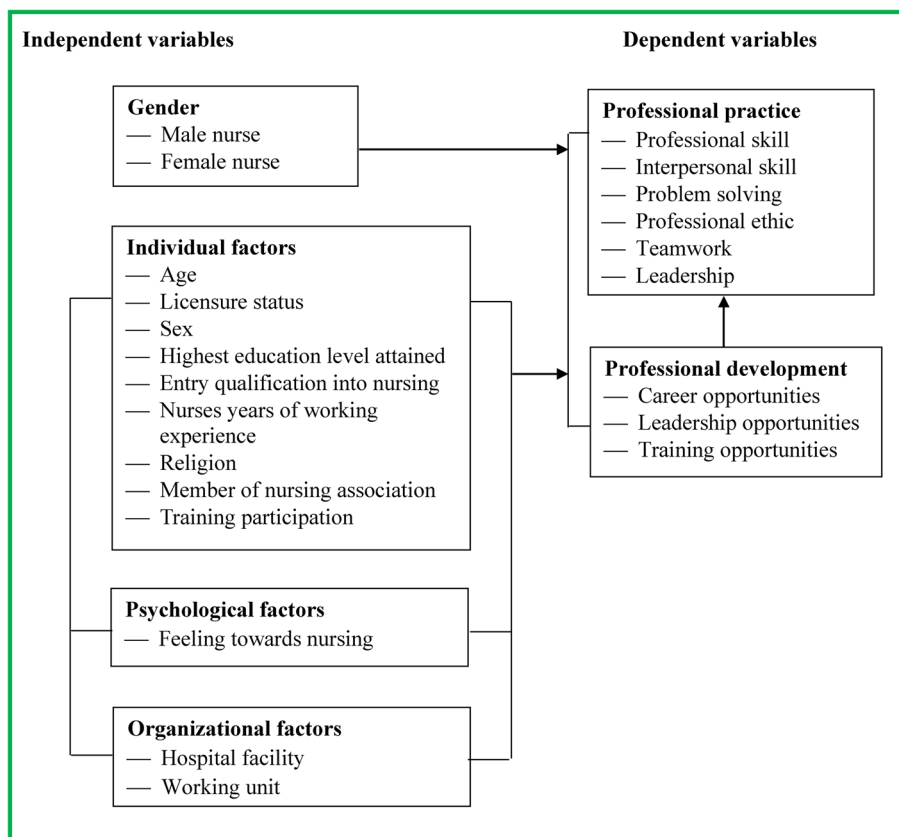 Independent variables
Dependent variables
Gender
— Male nurse
— Female nurse
Individual factors
— Age
— Licensure status
— Sex
— Highest education level attained
— Entry qualification into nursing
— Nurses years of working
experience
— Religion
— Member of nursing association
— Training participation
Psychological factors
— Feeling towards nursing
Organizational factors
— Hospital facility
— Working unit
Professional practice
— Professional skill
— Interpersonal skill
— Problem solving
— Professional ethic
— Teamwork
— Leadership
Professional development
— Career opportunities
— Leadership opportunities
— Training opportunities